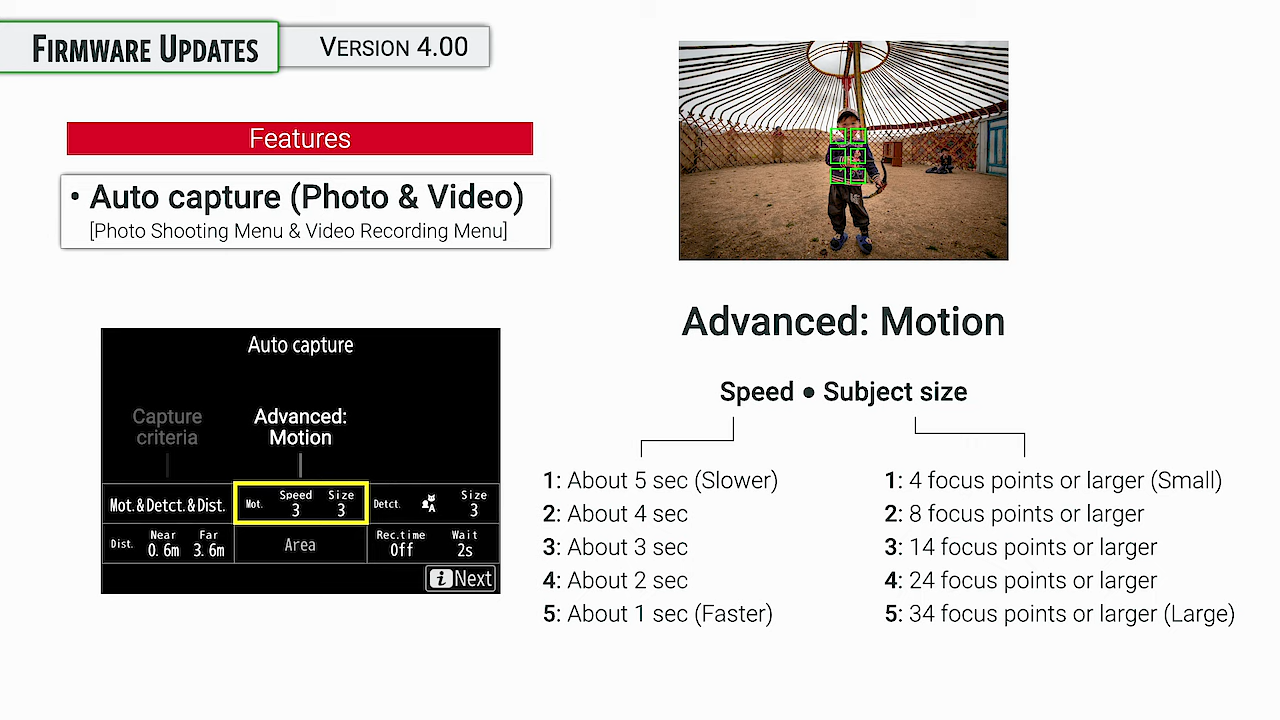 FIRMWARE UPDATES
VERSION 4.00
Features
• Auto capture (Photo & Video)
[Photo Shooting Menu & Video Recording Menu]
Auto capture
Capture
criteria
Advanced:
Motion
Mot.&Detct.&Dist.
Mot.
Speed
3
Size
3
Detct.
A
Size
3
Dist.
Near
0.6m
Far
3.6m
Area
Rec.time
Off
Wait
2s
i Next
Advanced: Motion
Speed ● Subject size
1: About 5 sec (Slower)
2: About 4 sec
3: About 3 sec
4: About 2 sec
5: About 1 sec (Faster)
1: 4 focus points or larger (Small)
2: 8 focus points or larger
3: 14 focus points or larger
4: 24 focus points or larger
5: 34 focus points or larger (Large)